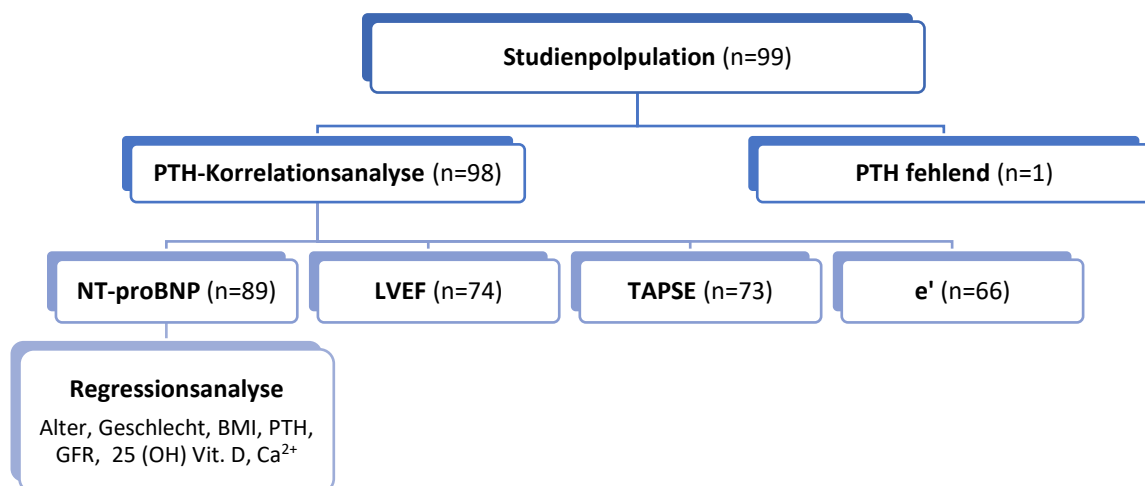 Studienpolpulation (n=99)
PTH-Korrelationsanalyse (n=98)
PTH fehlend (n=1)
NT-proBNP (n=89)
LVEF (n=74)
TAPSE (n=73)
e' (n=66)
Regressionsanalyse
Alter, Geschlecht, BMI, PTH,
GFR, 25 (OH) Vit. D, Ca²⁺